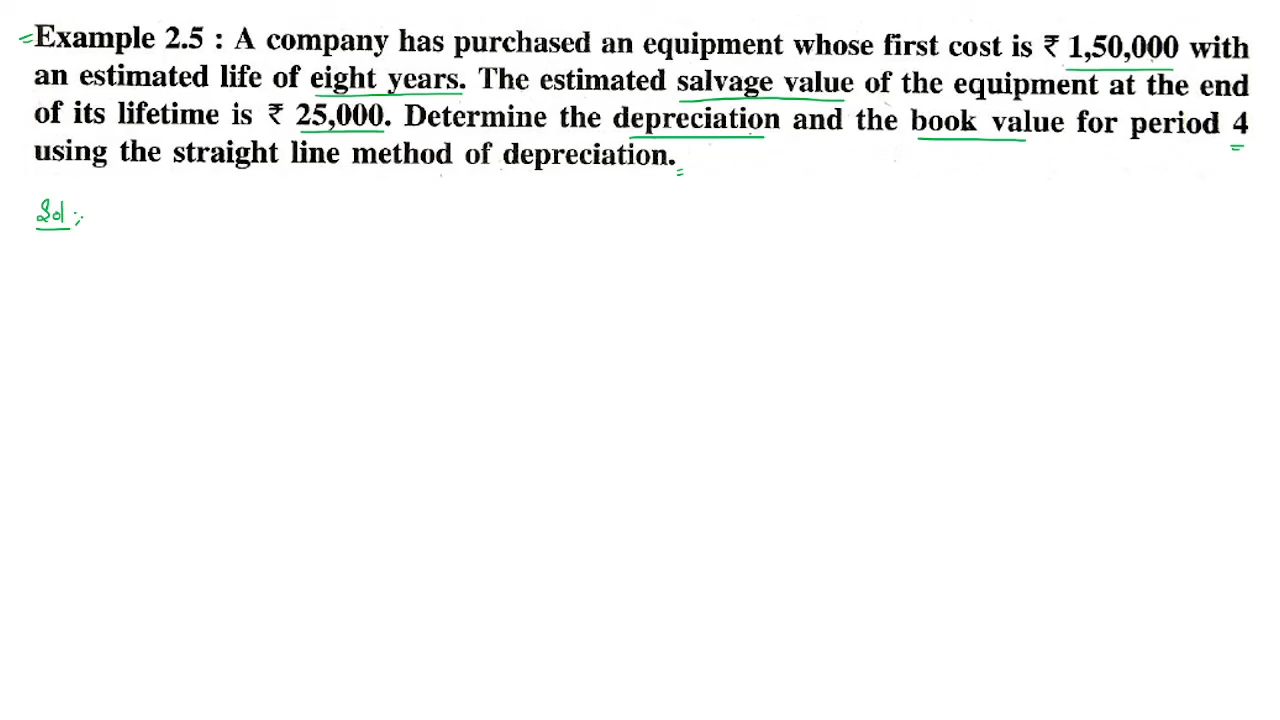 Example 2.5 : A company has purchased an equipment whose first cost is ₹ 1,50,000 with
an estimated life of eight years. The estimated salvage value of the equipment at the end
of its lifetime is ₹ 25,000. Determine the depreciation and the book value for period 4
using the straight line method of depreciation.
Sol :